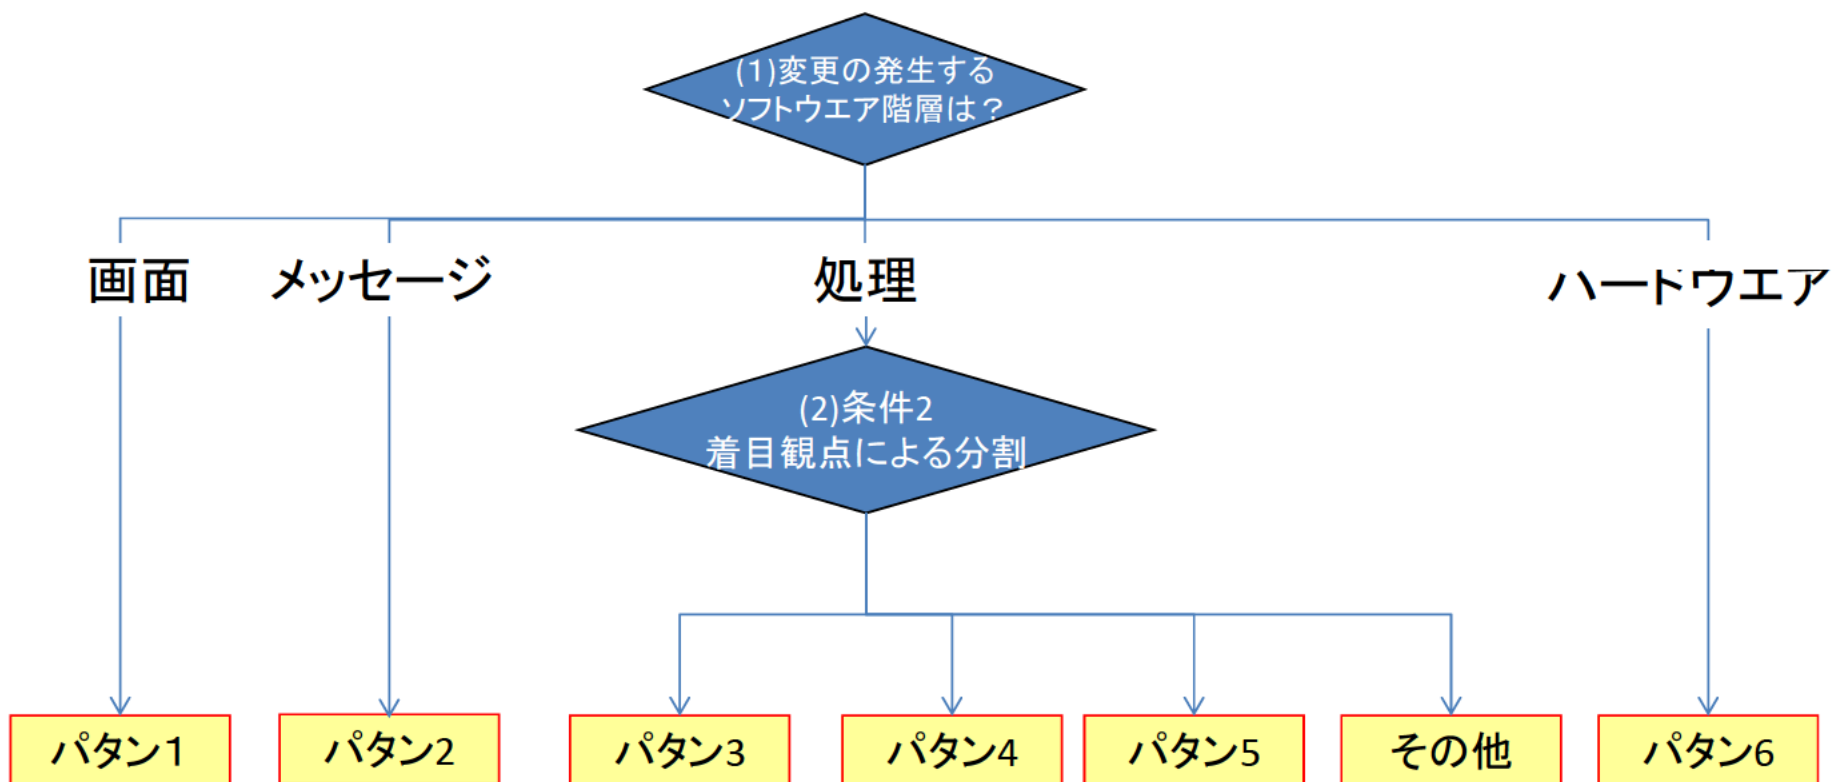 (１)変更の発生する
ソフトウエア階層は？
画面
メッセージ
処理
ハードウエア
(2)条件2
着目観点による分割
パタン１
パタン2
パタン3
パタン4
パタン5
その他
パタン6